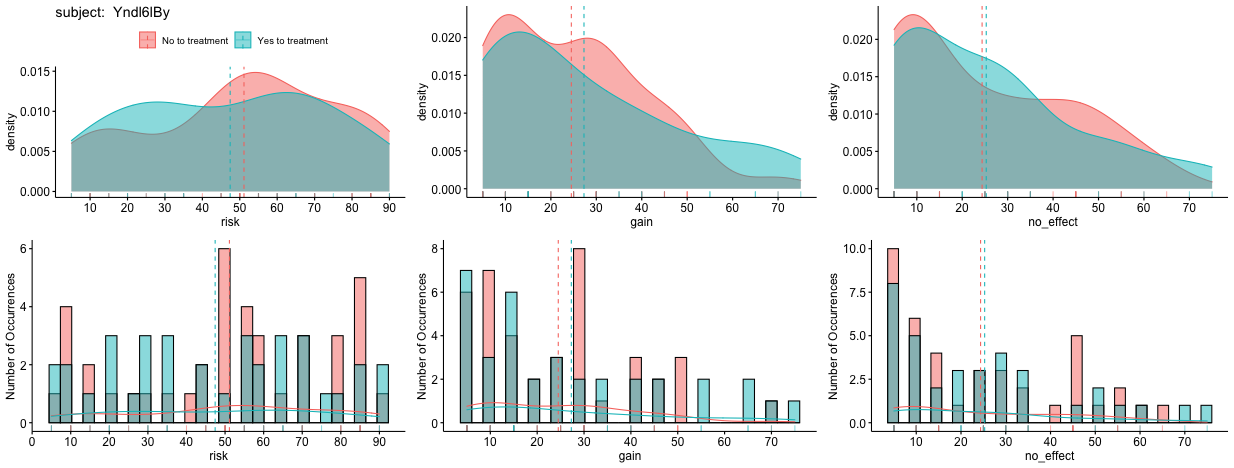 subject: Yndl6lBy
No to treatment
Yes to treatment
density
0.015
0.010
0.005
0.000
10 20 30 40 50 60 70 80 90
risk
density
0.020
0.015
0.010
0.005
0.000
10 20 30 40 50 60 70
gain
density
0.020
0.015
0.010
0.005
0.000
10 20 30 40 50 60 70
no_effect
Number of Occurrences
6
4
2
0
0 10 20 30 40 50 60 70 80 90
risk
Number of Occurrences
8
6
4
2
0
10 20 30 40 50 60 70
gain
Number of Occurrences
10.0
7.5
5.0
2.5
0.0
10 20 30 40 50 60 70
no_effect